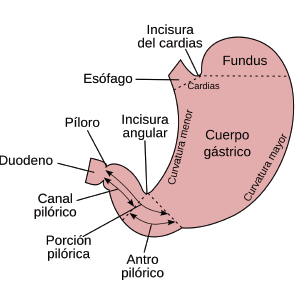 Incisura
del cardias
Fundus
Esófago
Cardias
Píloro
Incisura
angular
Curvatura menor
Cuerpo
gástrico
Curvatura mayor
Duodeno
Canal
pilórico
Porción
pilórica
Antro
pilórico